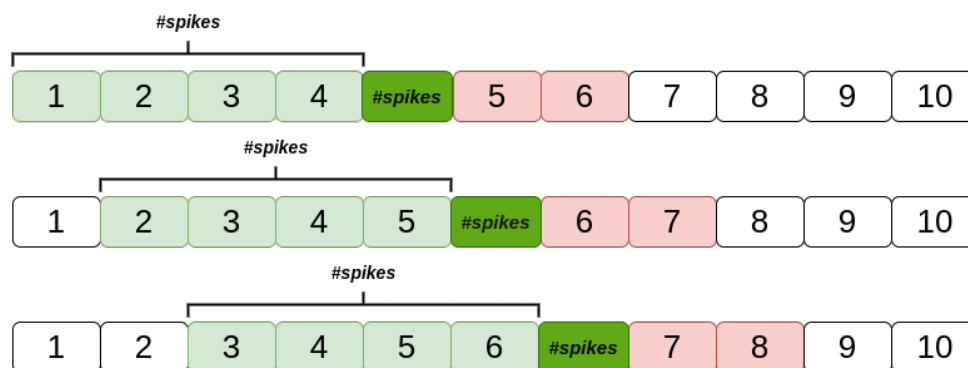 #spikes
1 2 3 4 #spikes 5 6 7 8 9 10
#spikes
1 2 3 4 5 #spikes 6 7 8 9 10
#spikes
1 2 3 4 5 6 #spikes 7 8 9 10